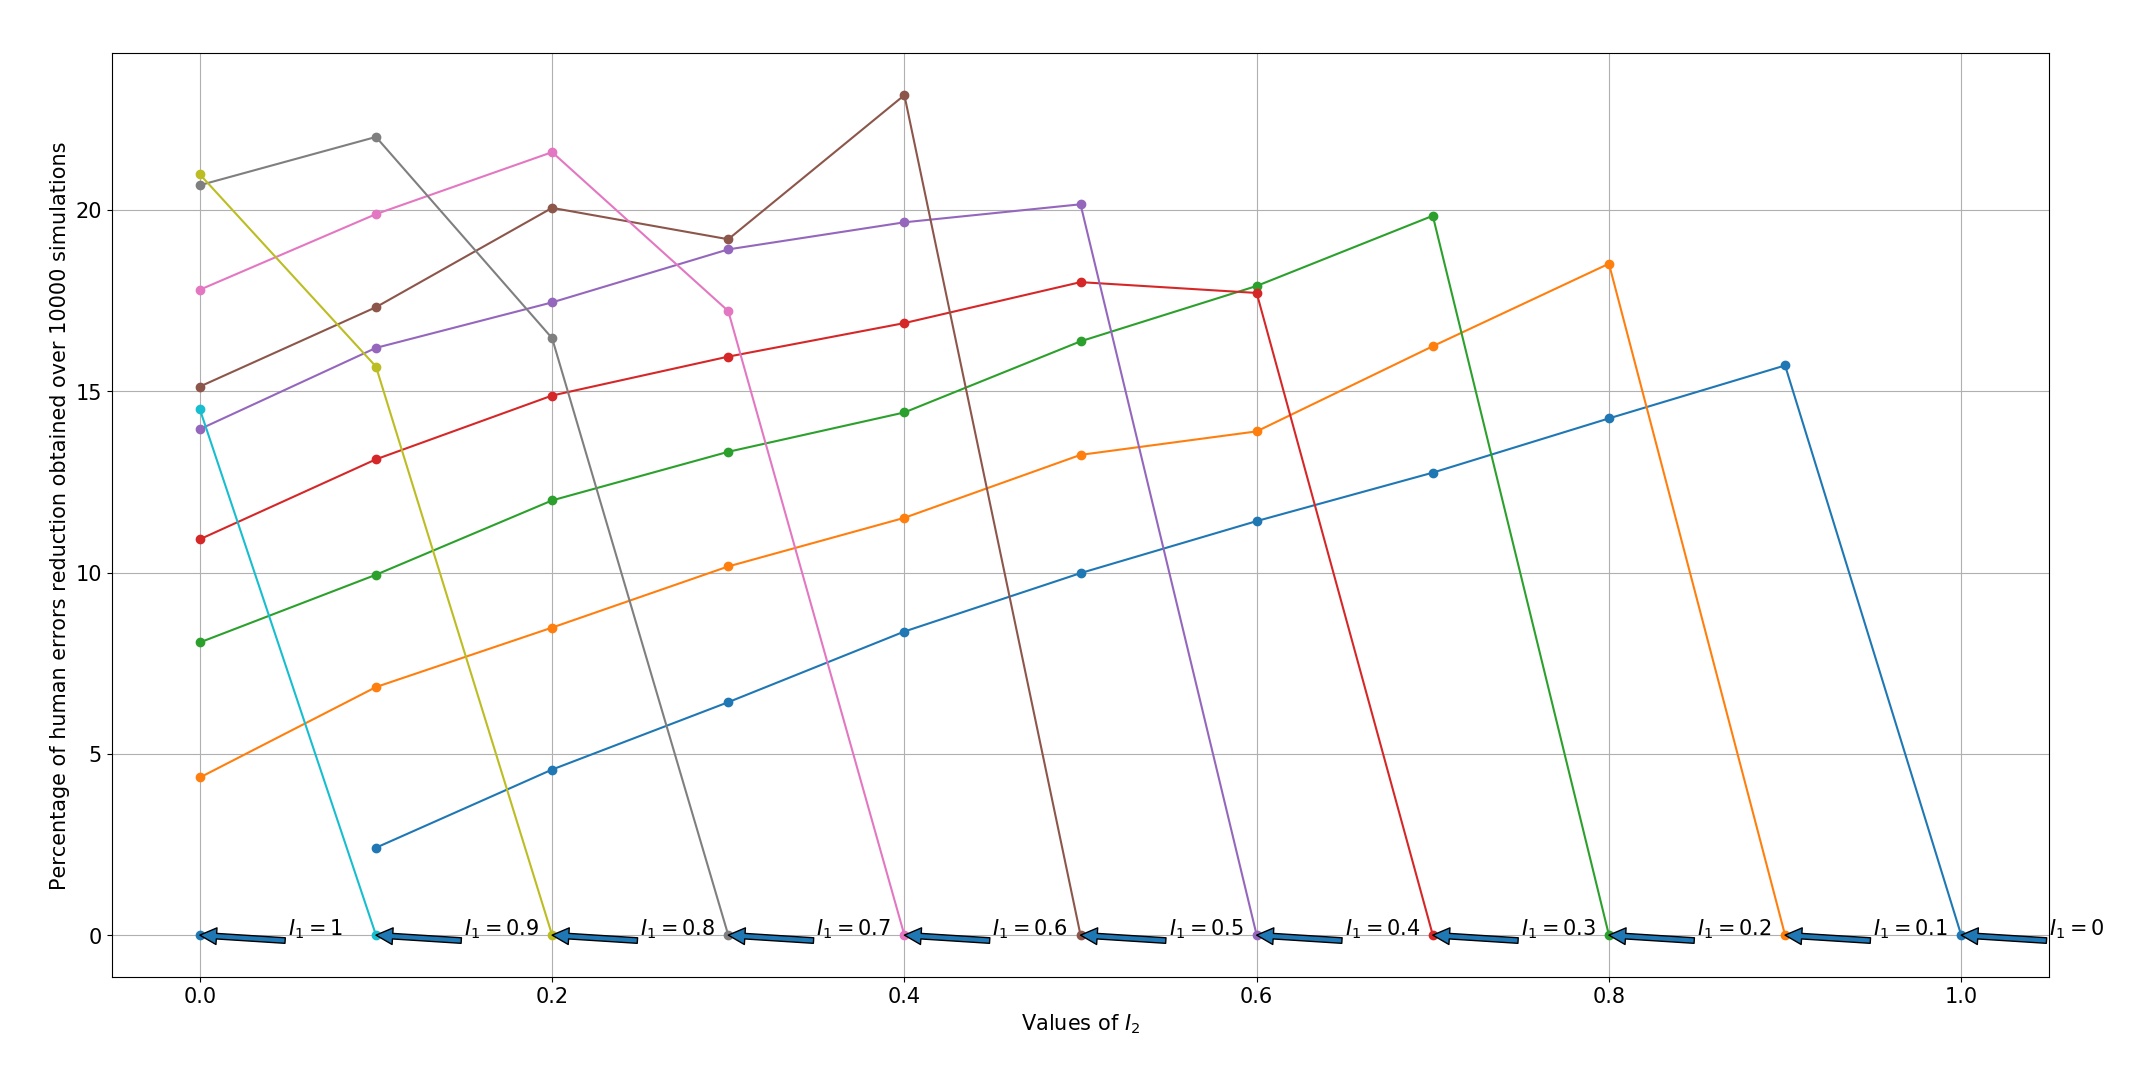 Percentage of human errors reduction obtained over 10000 simulations
20
15
10
5
0
I₁ = 1
I₁ = 0.9
I₁ = 0.8
I₁ = 0.7
I₁ = 0.6
I₁ = 0.5
I₁ = 0.4
I₁ = 0.3
I₁ = 0.2
I₁ = 0.1
I₁ = 0
0.0 0.2 0.4 0.6 0.8 1.0
Values of I₂